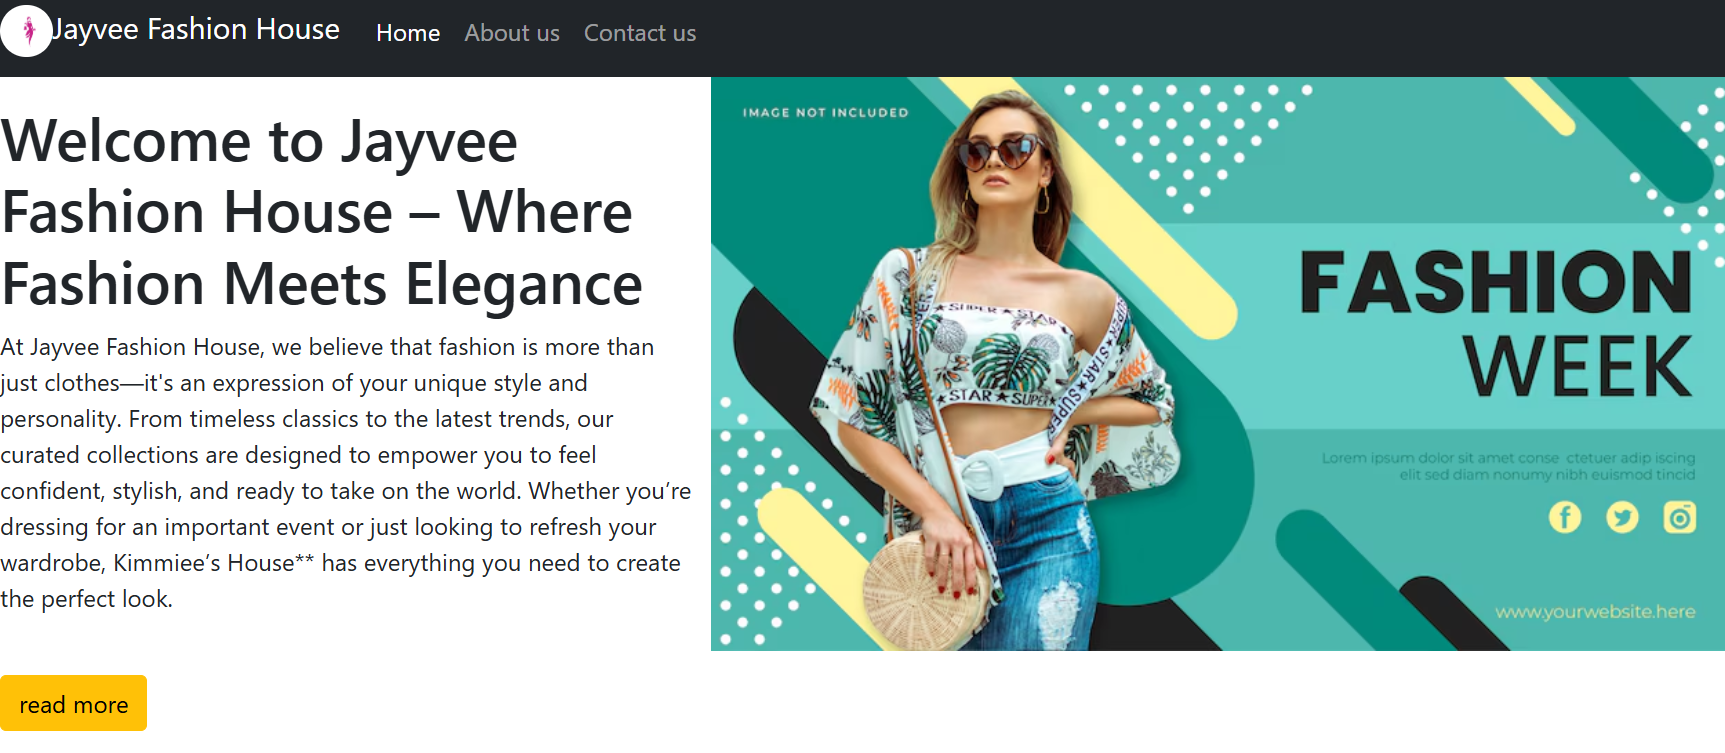 Jayvee Fashion House Home About us Contact us
Welcome to Jayvee
Fashion House – Where
Fashion Meets Elegance
At Jayvee Fashion House, we believe that fashion is more than
just clothes—it's an expression of your unique style and
personality. From timeless classics to the latest trends, our
curated collections are designed to empower you to feel
confident, stylish, and ready to take on the world. Whether you’re
dressing for an important event or just looking to refresh your
wardrobe, Kimmiee’s House** has everything you need to create
the perfect look.
read more
IMAGE NOT INCLUDED
SUPER ★ STAR
SUPER
★STAR★
★STAR★SUPER
SUPER
FASHION
WEEK
Lorem ipsum dolor sit amet conse ctetuer adip iscing
elit sed diam nonumy nibh euismod tincid
www.yourwebsite.here